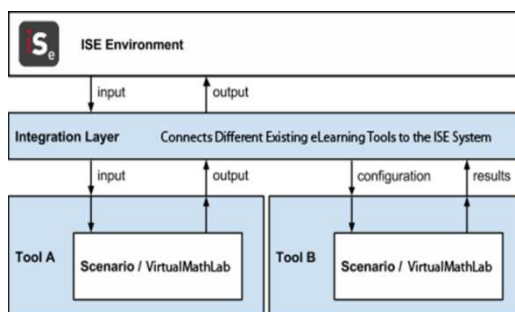 iSe
ISE Environment
input output
Integration Layer Connects Different Existing eLearning Tools to the ISE System
input output configuration results
Tool A Scenario / VirtualMathLab
Tool B Scenario / VirtualMathLab